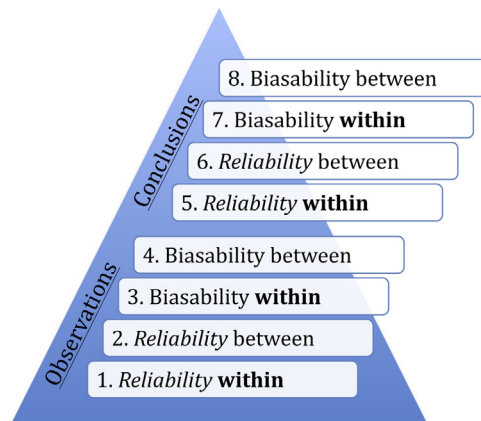 8. Biasability between
7. Biasability within
6. Reliability between
5. Reliability within
Conclusions
4. Biasability between
3. Biasability within
2. Reliability between
1. Reliability within
Observations